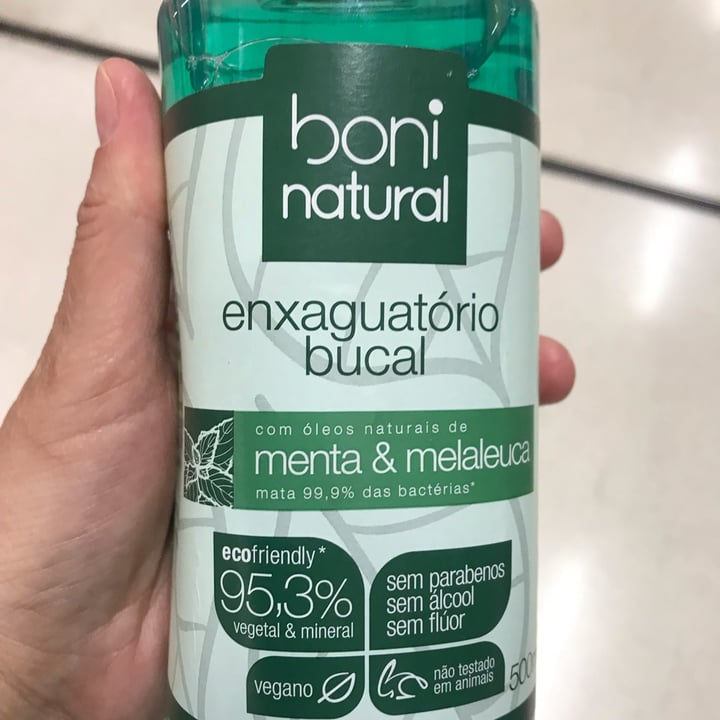 boni
natural
enxaguatório
bucal
com óleos naturais de
menta & melaleuca
mata 99,9% das bactérias*
ecofriendly*
95,3%
vegetal & mineral
sem parabenos
sem álcool
sem flúor
vegano
não testado
em animais
500